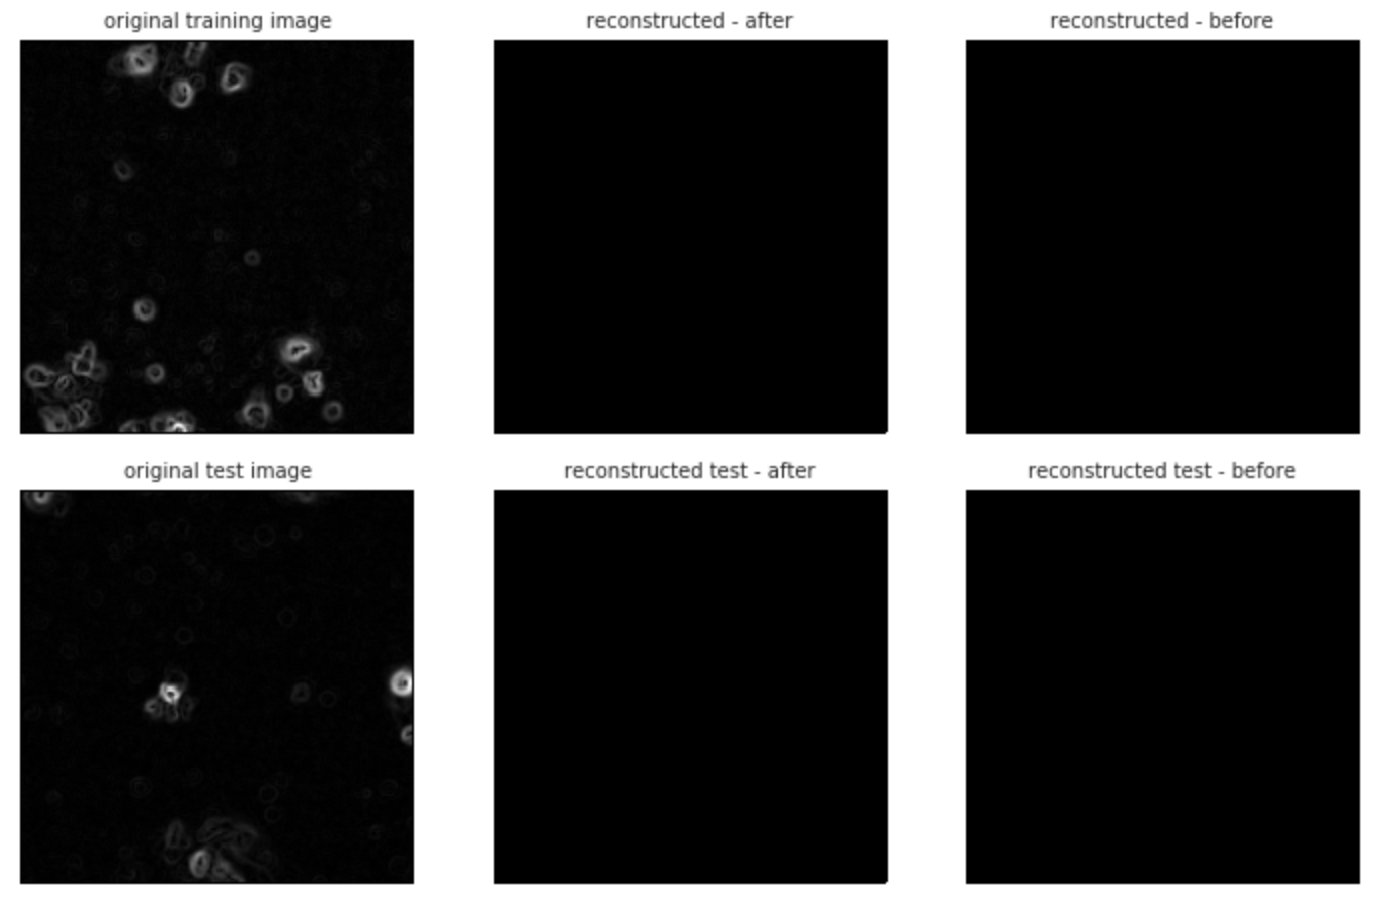 original training image
reconstructed - after
reconstructed - before
original test image
reconstructed test - after
reconstructed test - before